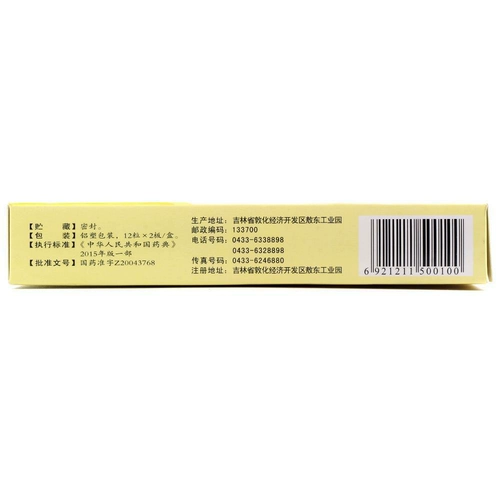 【贮　　藏】密封。
【包　　装】铝塑包装，12粒×2板/盒。
【执行标准】《中华人民共和国药典》
2015年版一部
【批准文号】国药准字Z20043768
生产地址：吉林省敦化经济开发区敖东工业园
邮政编码：133700
电话号码：0433-6338898
0433-6328898
传真号码：0433-6246880
注册地址：吉林省敦化经济开发区敖东工业园
6 921211 500100